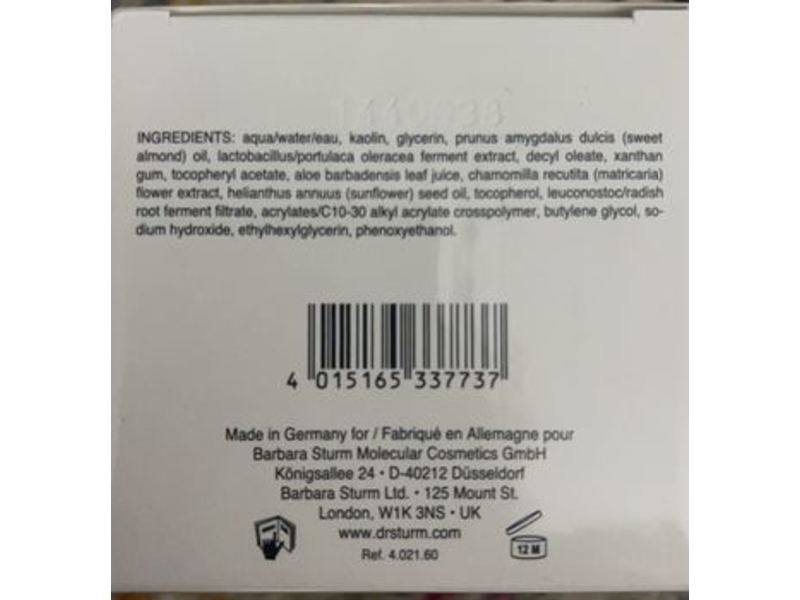 1440838
INGREDIENTS: aqua/water/eau, kaolin, glycerin, prunus amygdalus dulcis (sweet
almond) oil, lactobacillus/portulaca oleracea ferment extract, decyl oleate, xanthan
gum, tocopheryl acetate, aloe barbadensis leaf juice, chamomilla recutita (matricaria)
flower extract, helianthus annuus (sunflower) seed oil, tocopherol, leuconostoc/radish
root ferment filtrate, acrylates/C10-30 alkyl acrylate crosspolymer, butylene glycol, so-
dium hydroxide, ethylhexylglycerin, phenoxyethanol.
4 015165 337737
Made in Germany for / Fabriqué en Allemagne pour
Barbara Sturm Molecular Cosmetics GmbH
Königsallee 24 • D-40212 Düsseldorf
Barbara Sturm Ltd. • 125 Mount St.
London, W1K 3NS • UK
www.drsturm.com
Ref. 4.021.60
12 M